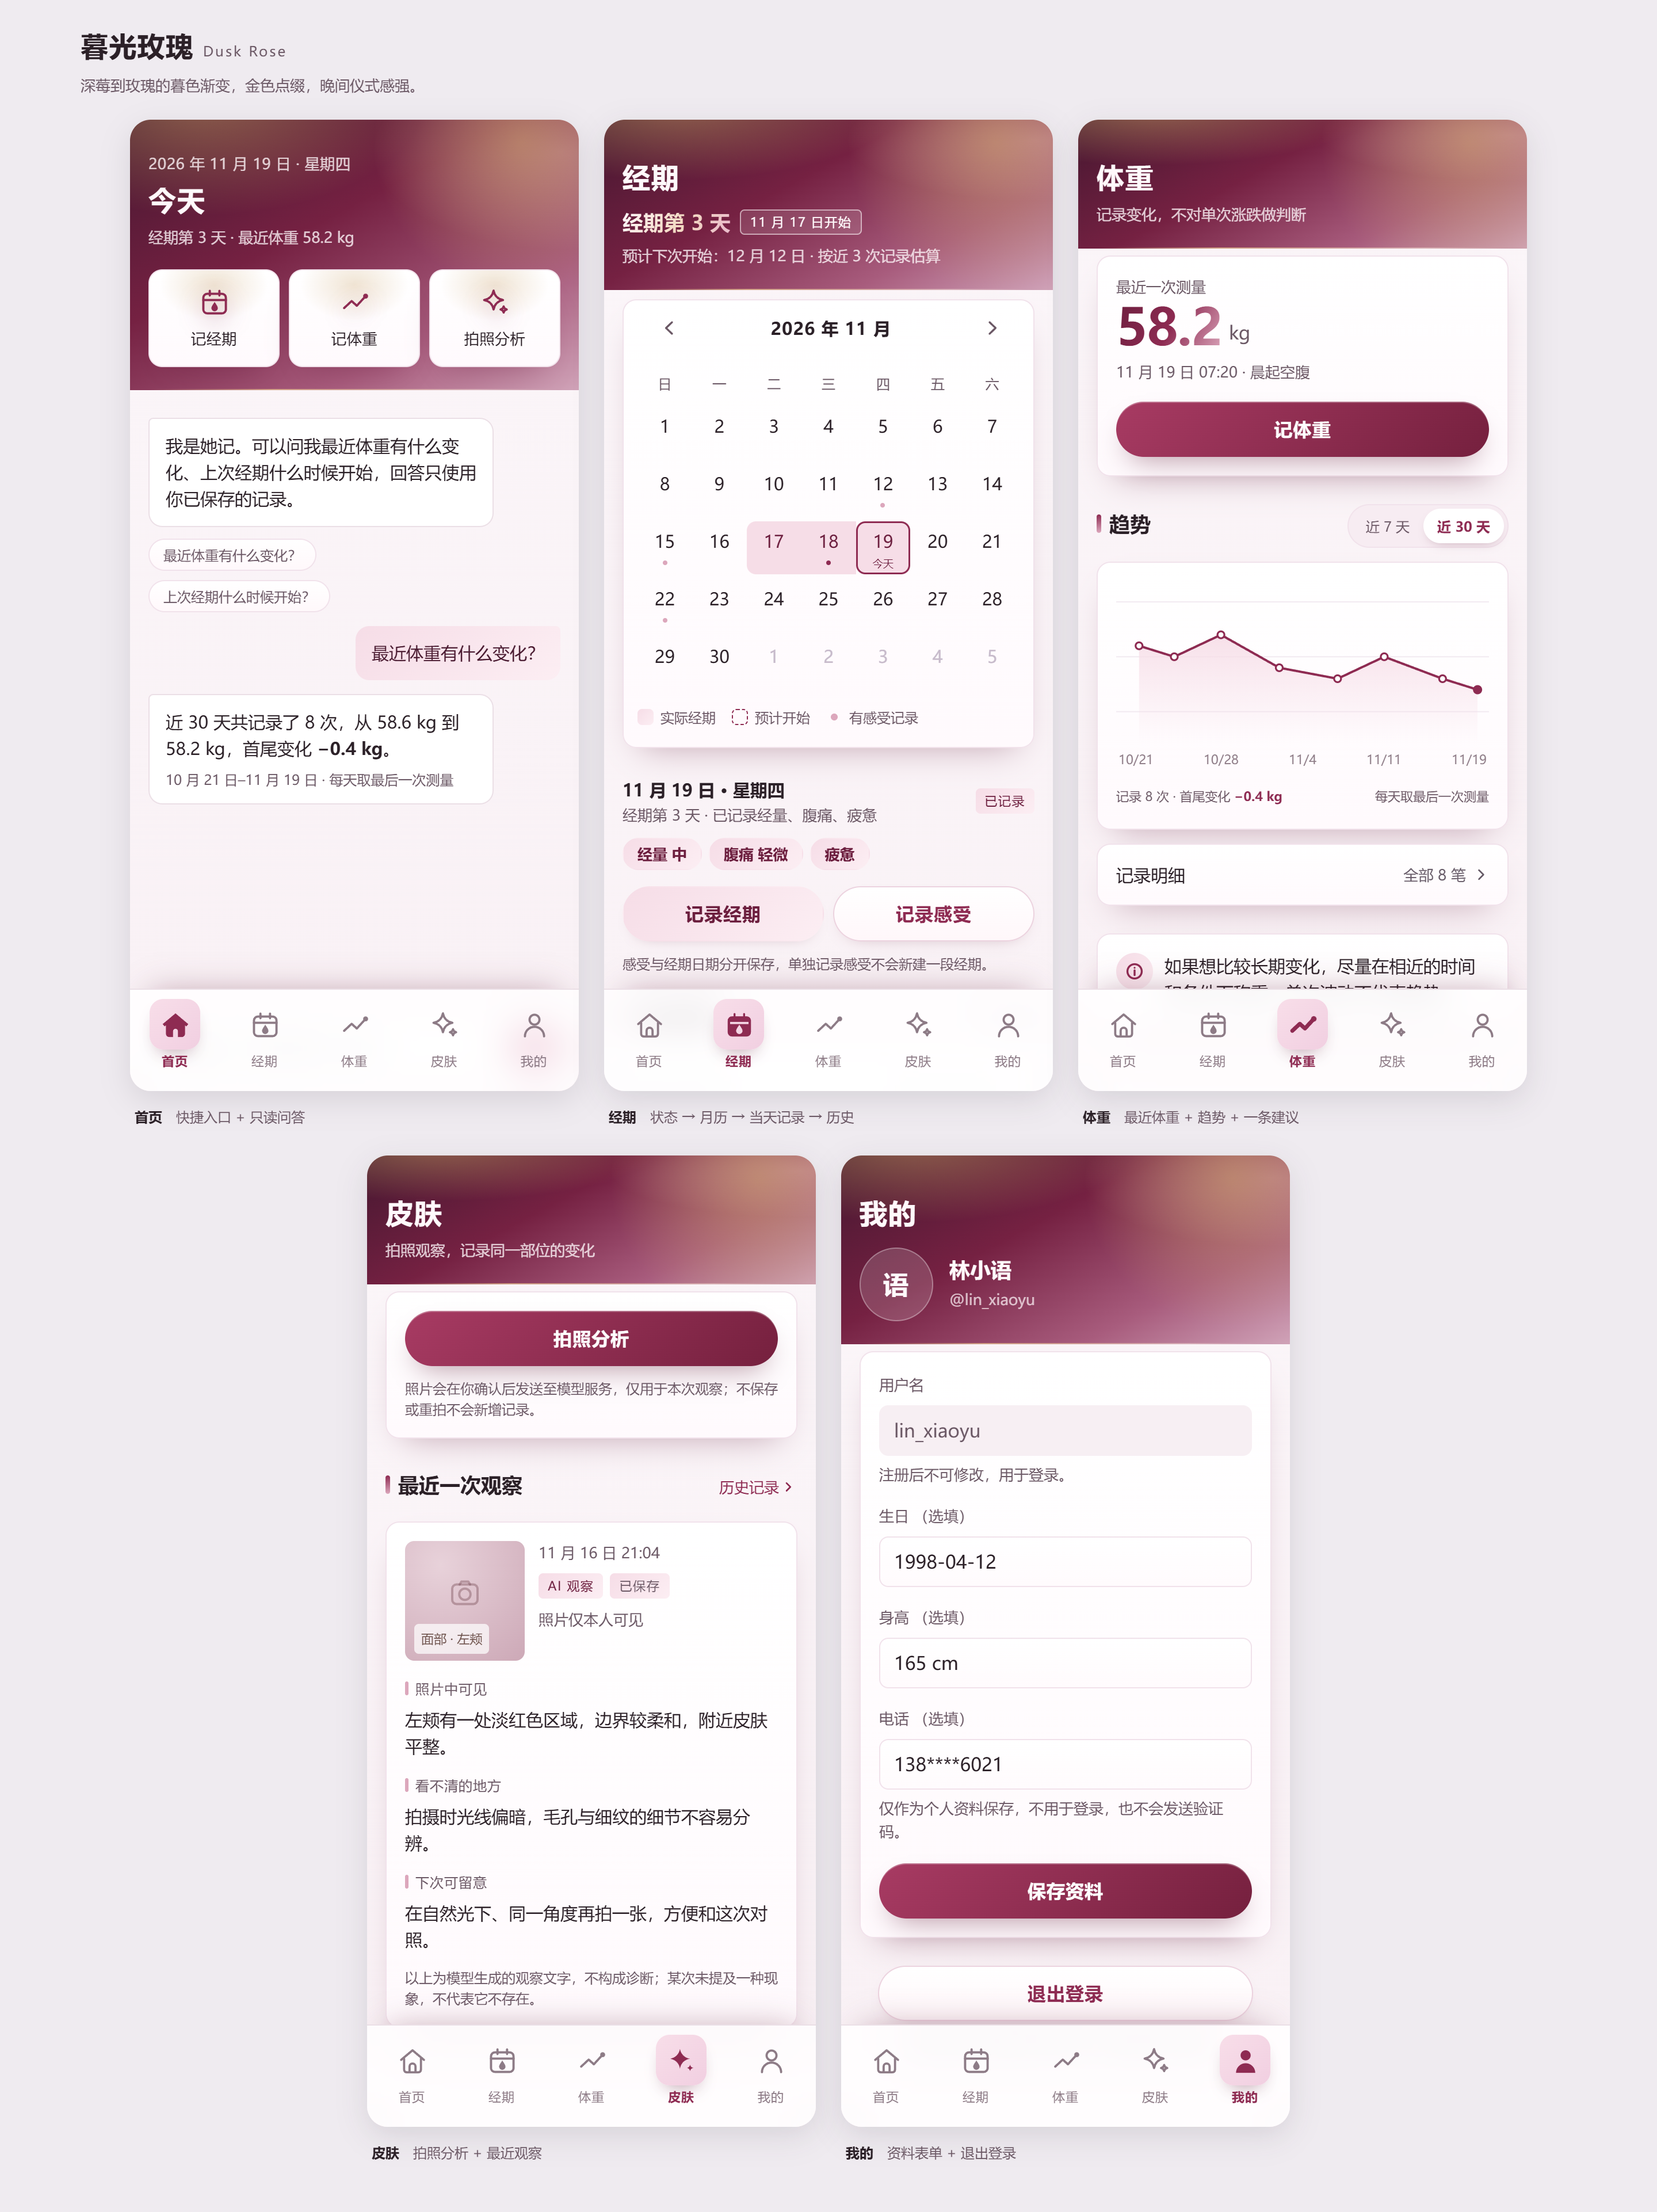 暮光玫瑰 Dusk Rose
深莓到玫瑰的暮色渐变，金色点缀，晚间仪式感强。
2026 年 11 月 19 日 · 星期四
今天
经期第 3 天 · 最近体重 58.2 kg
记经期 记体重 拍照分析
我是她记。可以问我最近体重有什么变
化、上次经期什么时候开始，回答只使用
你已保存的记录。
最近体重有什么变化？
上次经期什么时候开始？
最近体重有什么变化？
近 30 天共记录了 8 次，从 58.6 kg 到
58.2 kg，首尾变化 −0.4 kg。
10 月 21 日–11 月 19 日 · 每天取最后一次测量
首页 经期 体重 皮肤 我的
首页 快捷入口 + 只读问答
经期
经期第 3 天 11 月 17 日开始
预计下次开始：12 月 12 日 · 按近 3 次记录估算
2026 年 11 月
日 一 二 三 四 五 六
1 2 3 4 5 6 7
8 9 10 11 12 13 14
15 16 17 18 19 20 21
今天
22 23 24 25 26 27 28
29 30 1 2 3 4 5
实际经期 预计开始 有感受记录
11 月 19 日 • 星期四
已记录
经期第 3 天 · 已记录经量、腹痛、疲惫
经量 中 腹痛 轻微 疲惫
记录经期 记录感受
感受与经期日期分开保存，单独记录感受不会新建一段经期。
首页 经期 体重 皮肤 我的
经期 状态 → 月历 → 当天记录 → 历史
体重
记录变化，不对单次涨跌做判断
最近一次测量
58.2 kg
11 月 19 日 07:20 · 晨起空腹
记体重
趋势 近 7 天 近 30 天
10/21 10/28 11/4 11/11 11/19
记录 8 次 · 首尾变化 −0.4 kg 每天取最后一次测量
记录明细 全部 8 笔
如果想比较长期变化，尽量在相近的时间
首页 经期 体重 皮肤 我的
体重 最近体重 + 趋势 + 一条建议
皮肤
拍照观察，记录同一部位的变化
拍照分析
照片会在你确认后发送至模型服务，仅用于本次观察；不保存
或重拍不会新增记录。
最近一次观察 历史记录
11 月 16 日 21:04
AI 观察 已保存
照片仅本人可见
面部 · 左颊
照片中可见
左颊有一处淡红色区域，边界较柔和，附近皮肤
平整。
看不清的地方
拍摄时光线偏暗，毛孔与细纹的细节不容易分
辨。
下次可留意
在自然光下、同一角度再拍一张，方便和这次对
照。
以上为模型生成的观察文字，不构成诊断；某次未提及一种现
象，不代表它不存在。
首页 经期 体重 皮肤 我的
皮肤 拍照分析 + 最近观察
我的
语
林小语
@lin_xiaoyu
用户名
lin_xiaoyu
注册后不可修改，用于登录。
生日 （选填）
1998-04-12
身高 （选填）
165 cm
电话 （选填）
138****6021
仅作为个人资料保存，不用于登录，也不会发送验证
码。
保存资料
退出登录
首页 经期 体重 皮肤 我的
我的 资料表单 + 退出登录